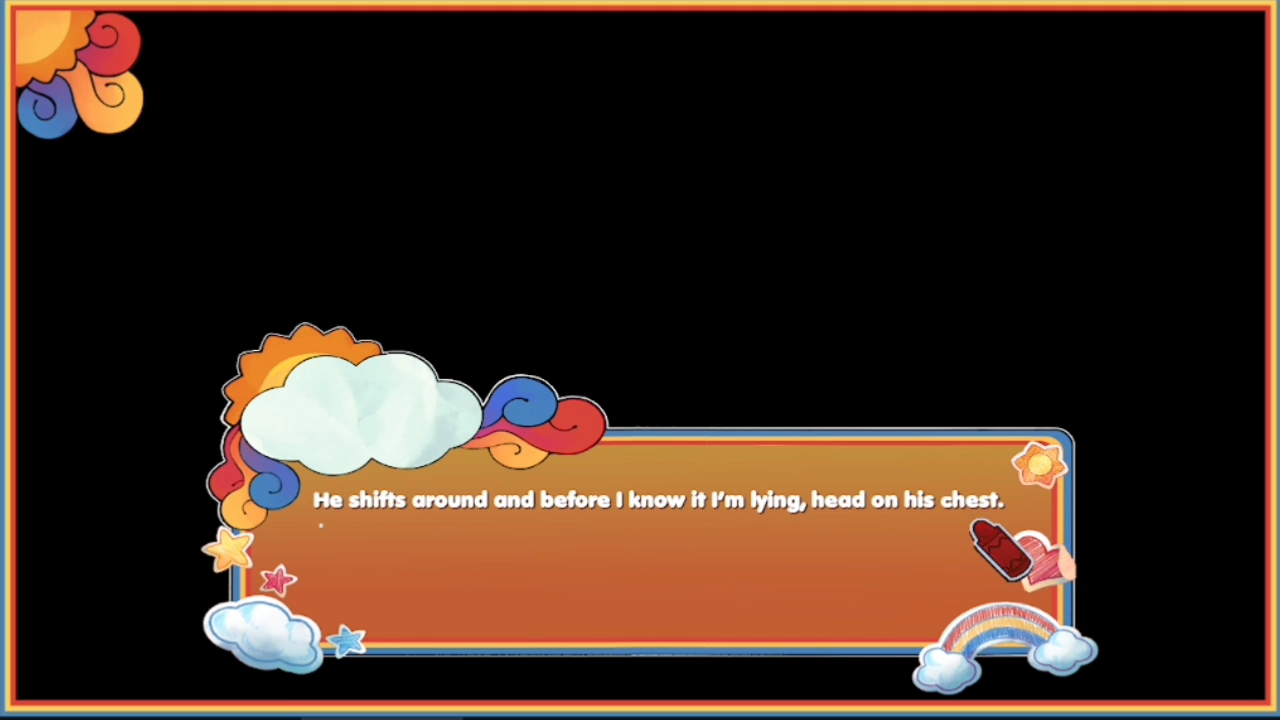 He shifts around and before I know it I'm lying, head on his chest.